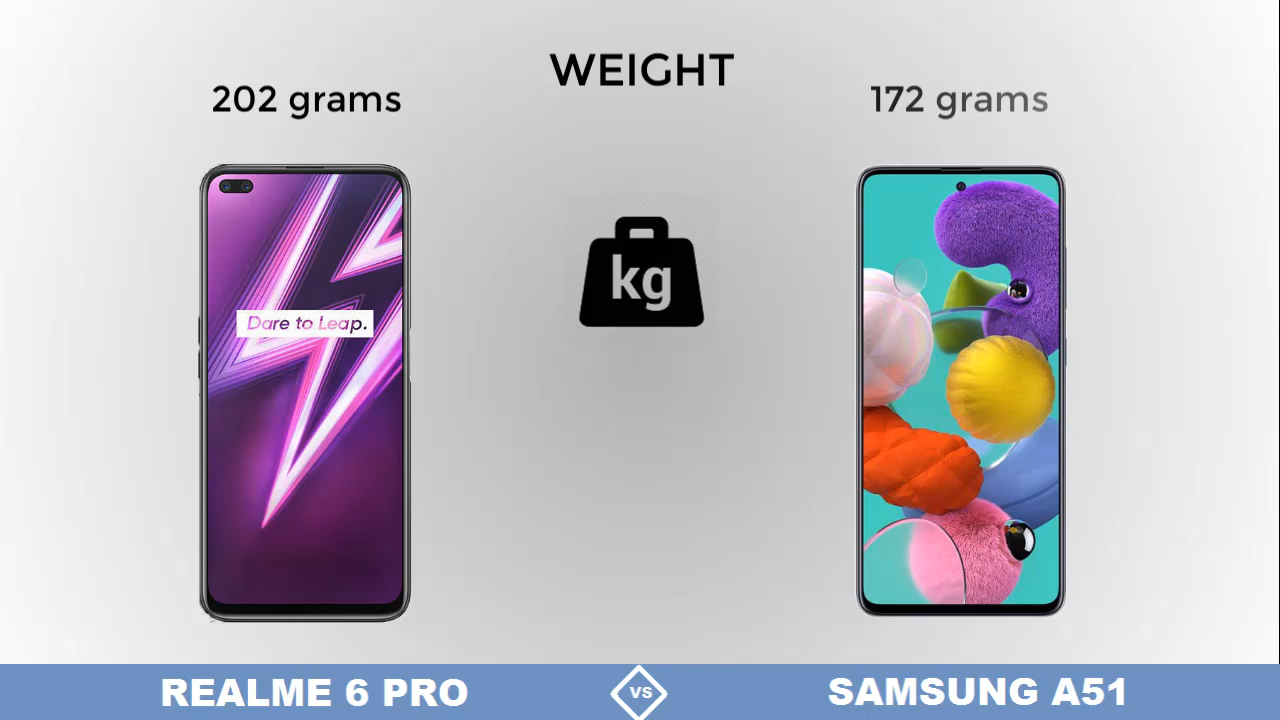 WEIGHT
202 grams
172 grams
kg
Dare to Leap.
REALME 6 PRO
VS
SAMSUNG A51